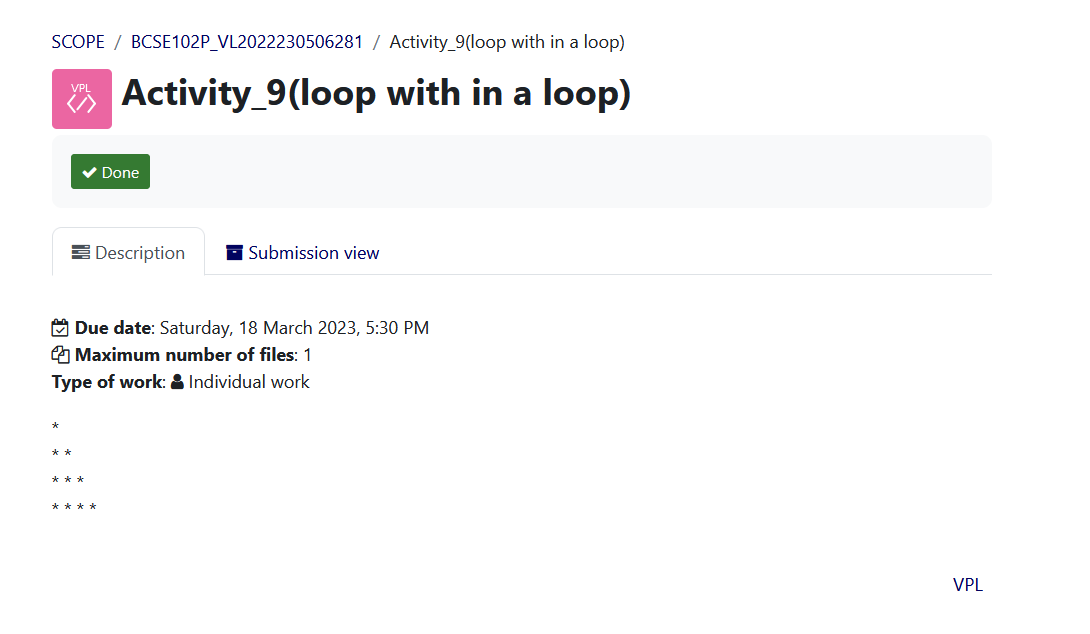 SCOPE / BCSE102P_VL2022230506281 / Activity_9(loop with in a loop)
VPL
Activity_9(loop with in a loop)
Done
Description
Submission view
Due date: Saturday, 18 March 2023, 5:30 PM
Maximum number of files: 1
Type of work: Individual work
*
* *
* * *
* * * *
VPL